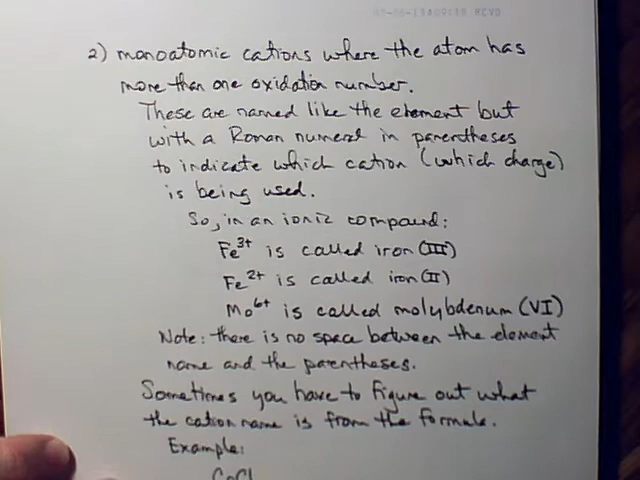 2) monoatomic cations where the atom has
more than one oxidation number.
These are named like the element but
with a Roman numeral in parentheses
to indicate which cation (which charge)
is being used.
So, in an ionic compound:
Fe³⁺ is called iron (III)
Fe²⁺ is called iron (II)
Mo⁶⁺ is called molybdenum (VI)
Note: there is no space between the element
name and the parentheses.
Sometimes you have to figure out what
the cation name is from the formula.
Example: